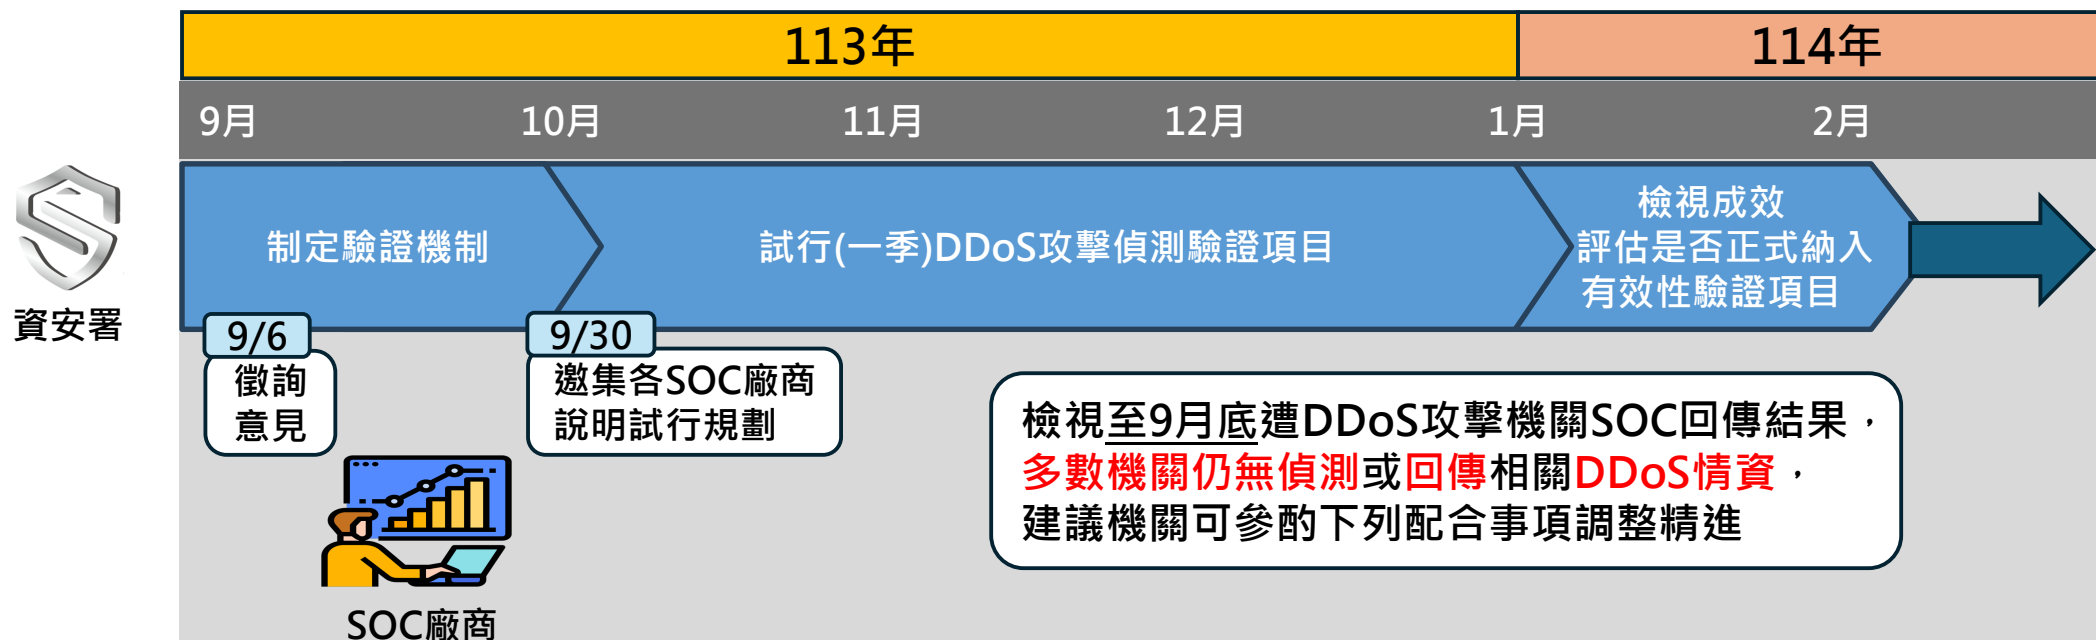 113年
114年
9月
10月
11月
12月
1月
2月
資安署
制定驗證機制
試行(一季)DDoS攻擊偵測驗證項目
檢視成效
評估是否正式納入
有效性驗證項目
9/6
徵詢
意見
9/30
邀集各SOC廠商
說明試行規劃
SOC廠商
檢視至9月底遭DDoS攻擊機關SOC回傳結果，
多數機關仍無偵測或回傳相關DDoS情資，
建議機關可參酌下列配合事項調整精進